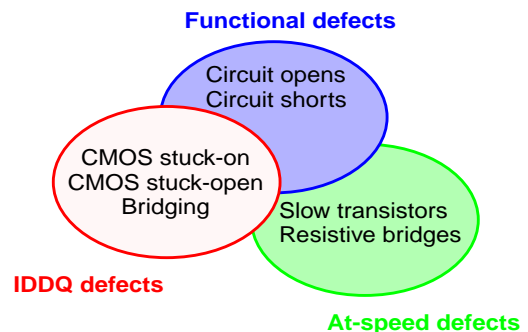 Functional defects
Circuit opens
Circuit shorts
CMOS stuck-on
CMOS stuck-open
Bridging
Slow transistors
Resistive bridges
IDDQ defects
At-speed defects